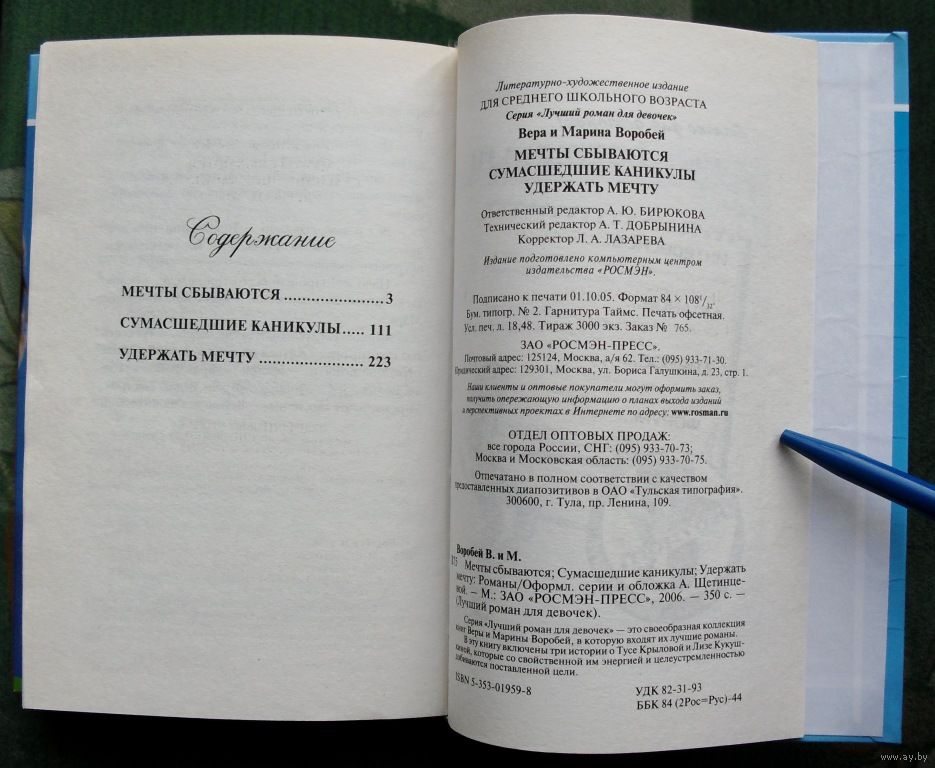 Содержание
МЕЧТЫ СБЫВАЮТСЯ ...................... 3
СУМАСШЕДШИЕ КАНИКУЛЫ ..... 111
УДЕРЖАТЬ МЕЧТУ ...................... 223
Литературно-художественное издание
ДЛЯ СРЕДНЕГО ШКОЛЬНОГО ВОЗРАСТА
Серия «Лучший роман для девочек»
Вера и Марина Воробей
МЕЧТЫ СБЫВАЮТСЯ
СУМАСШЕДШИЕ КАНИКУЛЫ
УДЕРЖАТЬ МЕЧТУ
Ответственный редактор А. Ю. БИРЮКОВА
Технический редактор А. Т. ДОБРЫНИНА
Корректор Л. А. ЛАЗАРЕВА
Издание подготовлено компьютерным центром
издательства «РОСМЭН».
Подписано к печати 01.10.05. Формат 84 × 108 1/32.
Бум. типогр. № 2. Гарнитура Таймс. Печать офсетная.
Усл. печ. л. 18,48. Тираж 3000 экз. Заказ № 765.
ЗАО «РОСМЭН-ПРЕСС».
Почтовый адрес: 125124, Москва, а/я 62. Тел.: (095) 933-71-30.
Юридический адрес: 129301, Москва, ул. Бориса Галушкина, д. 23, стр. 1.
Наши клиенты и оптовые покупатели могут оформить заказ,
получить опережающую информацию о планах выхода изданий
и перспективных проектах в Интернете по адресу: www.rosman.ru
ОТДЕЛ ОПТОВЫХ ПРОДАЖ:
все города России, СНГ: (095) 933-70-73;
Москва и Московская область: (095) 933-70-75.
Отпечатано в полном соответствии с качеством
предоставленных диапозитивов в ОАО «Тульская типография».
300600, г. Тула, пр. Ленина, 109.
Воробей В. и М.
Мечты сбываются; Сумасшедшие каникулы; Удержать
мечту: Романы/Оформл. серии и обложка А. Щетинце-
вой. — М.: ЗАО «РОСМЭН-ПРЕСС», 2006. — 350 с. —
(Лучший роман для девочек).
Серия «Лучший роман для девочек» — это своеобразная коллекция
книг Веры и Марины Воробей, в которую входят их лучшие романы.
В эту книгу включены три истории о Тусе Крыловой и Лизе Кукуш-
киной, которые со свойственной им энергией и целеустремленностью
добиваются поставленной цели.
ISBN 5-353-01959-8
УДК 82-31-93
ББК 84 (2Рос=Рус)-44
www.ay.by